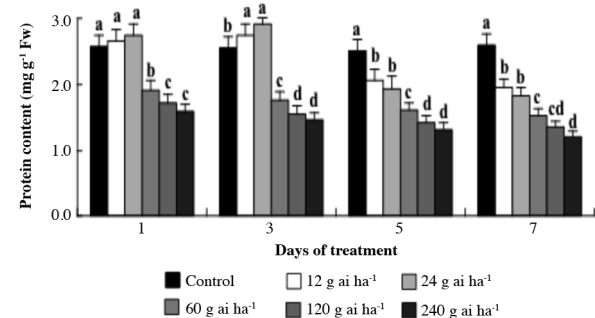 Protein content (mg g⁻¹ Fw)
3.0
2.0
1.0
0.0
a a a b c c
b a a c d d
a b b c d d
a b b c cd d
1 3 5 7
Days of treatment
Control 12 g ai ha⁻¹ 24 g ai ha⁻¹
60 g ai ha⁻¹ 120 g ai ha⁻¹ 240 g ai ha⁻¹